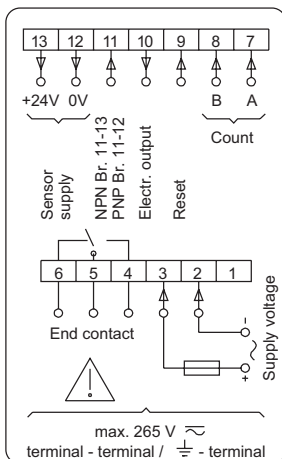 13 12 11 10 9 8 7
+24V 0V B A
Count
Sensor
supply
NPN Br. 11-13
PNP Br. 11-12
Electr. output
Reset
6 5 4 3 2 1
End contact
-
~
+
Supply voltage
!
max. 265 V ⎓~
terminal - terminal / ⏚ - terminal